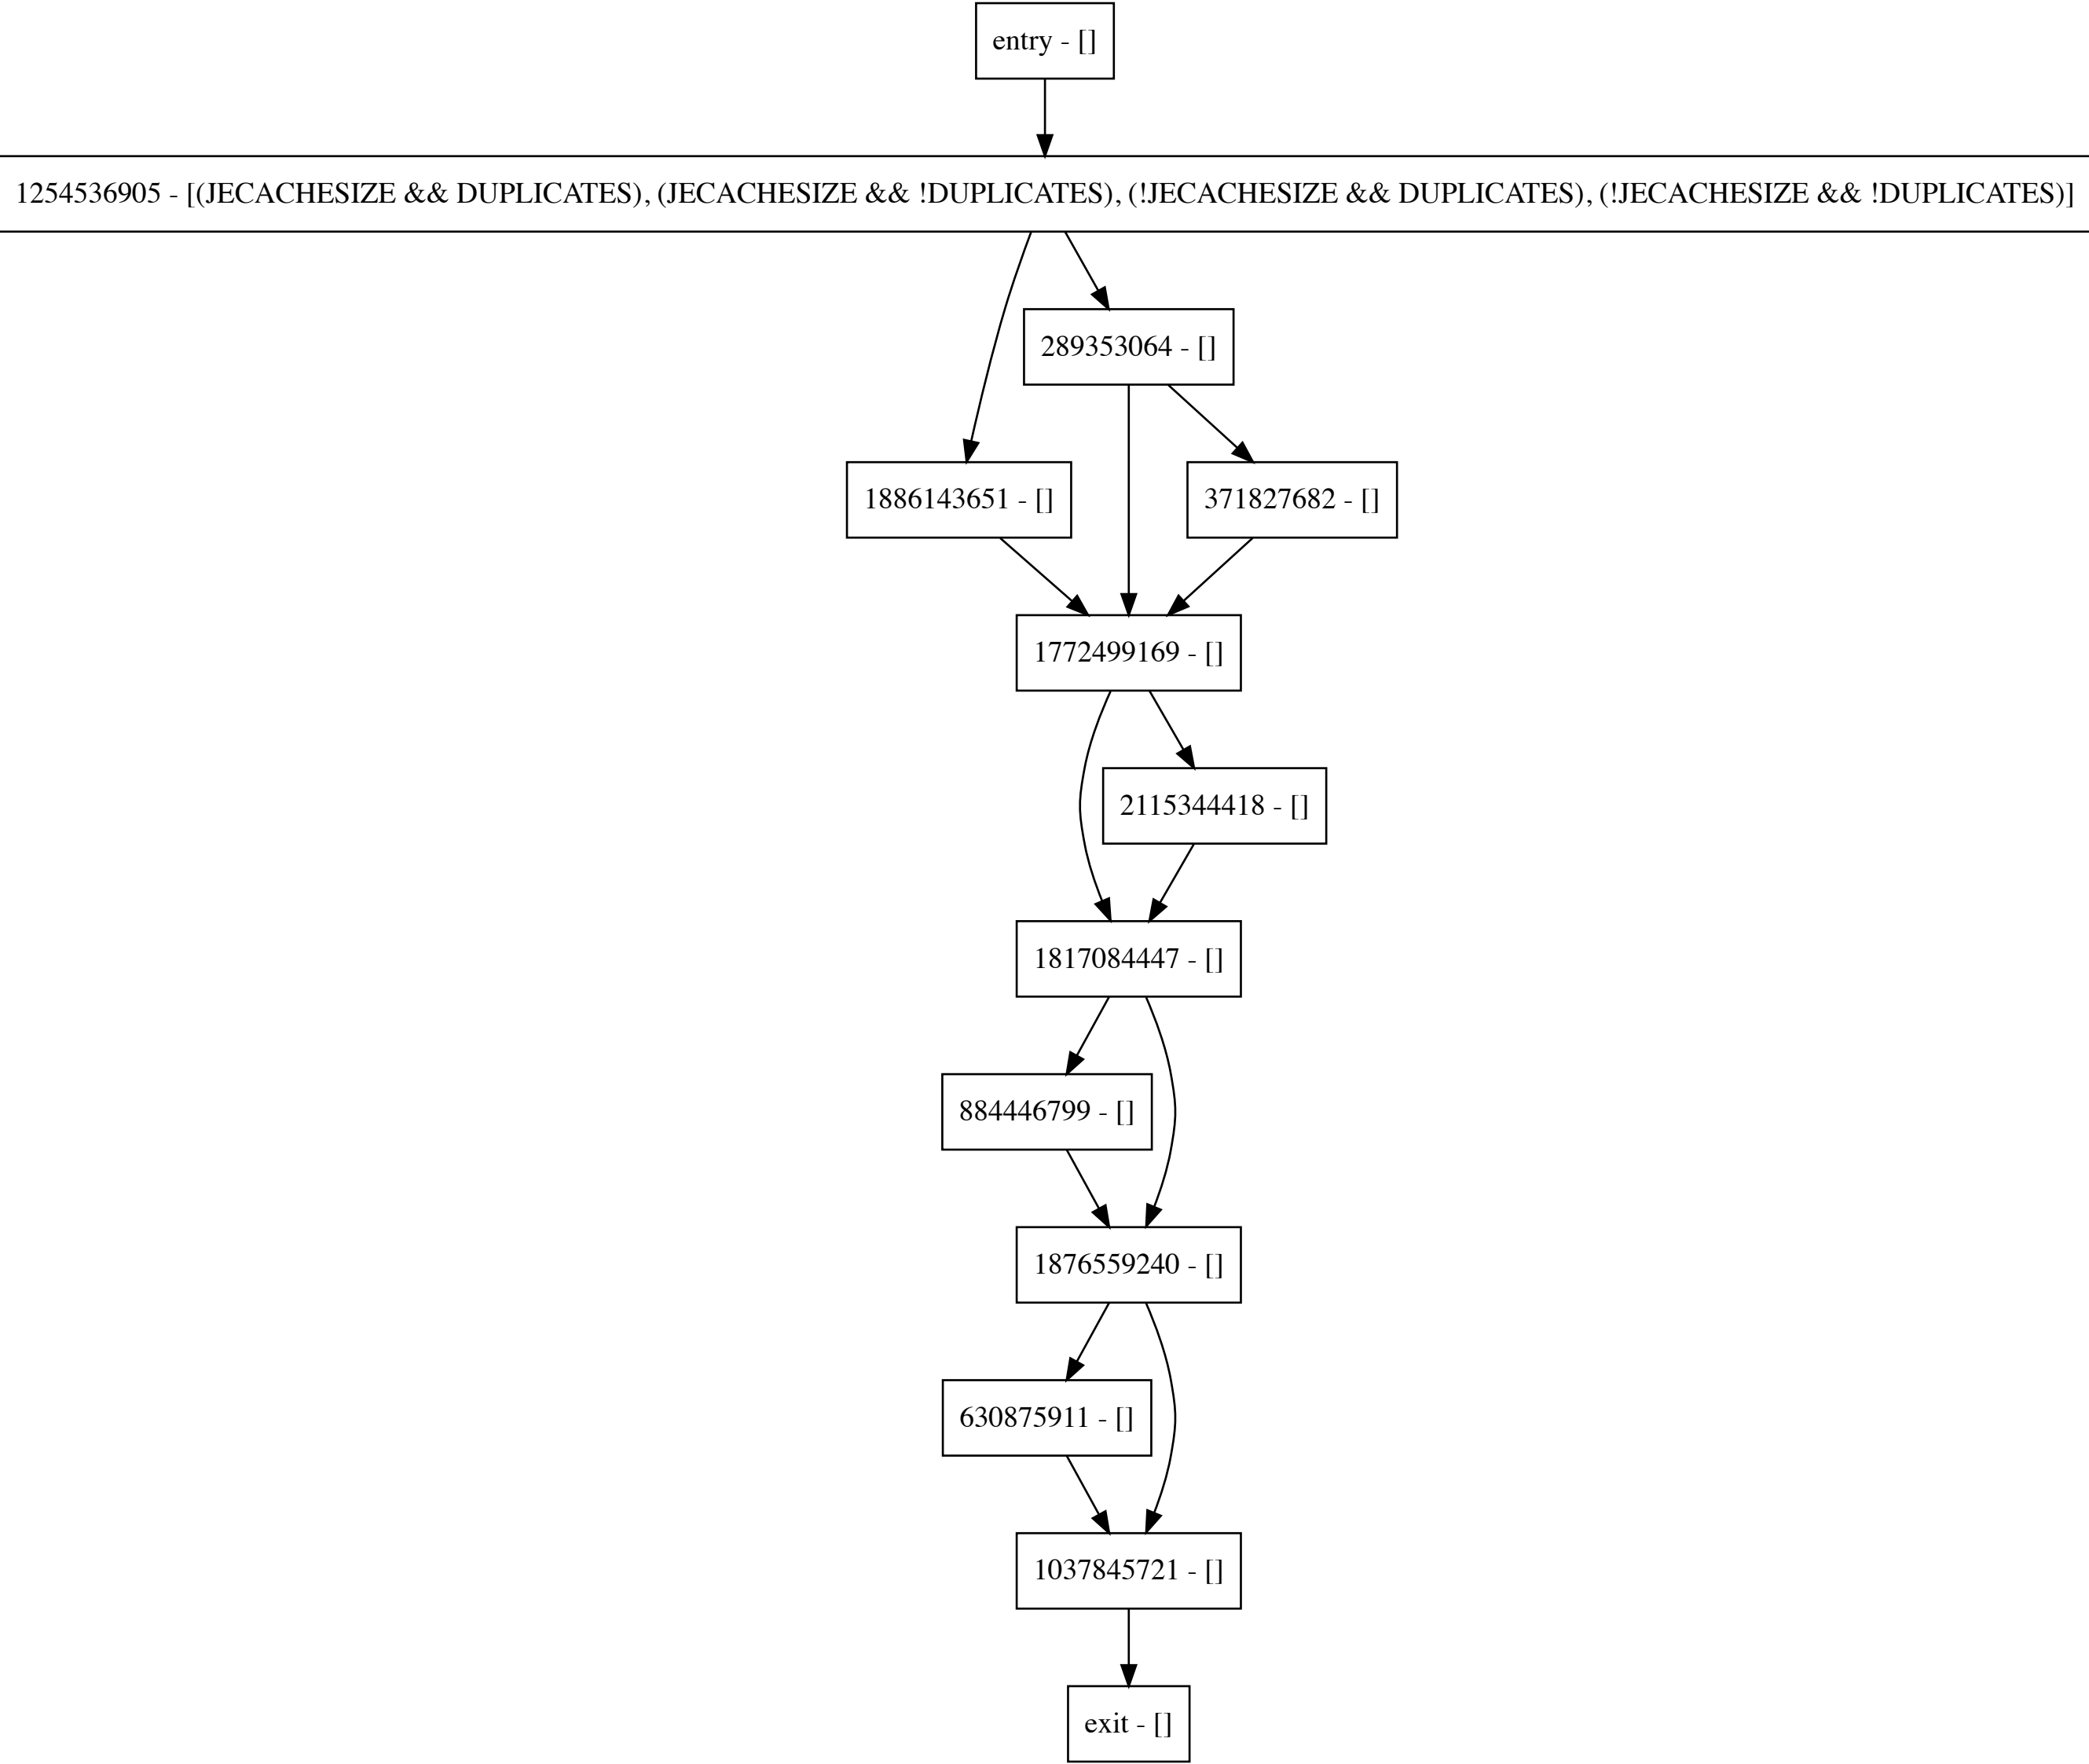 entry - []
1254536905 - [(JECACHESIZE && DUPLICATES), (JECACHESIZE && !DUPLICATES), (!JECACHESIZE && DUPLICATES), (!JECACHESIZE && !DUPLICATES)]
289353064 - []
1886143651 - []
371827682 - []
1772499169 - []
2115344418 - []
1817084447 - []
884446799 - []
1876559240 - []
630875911 - []
1037845721 - []
exit - []